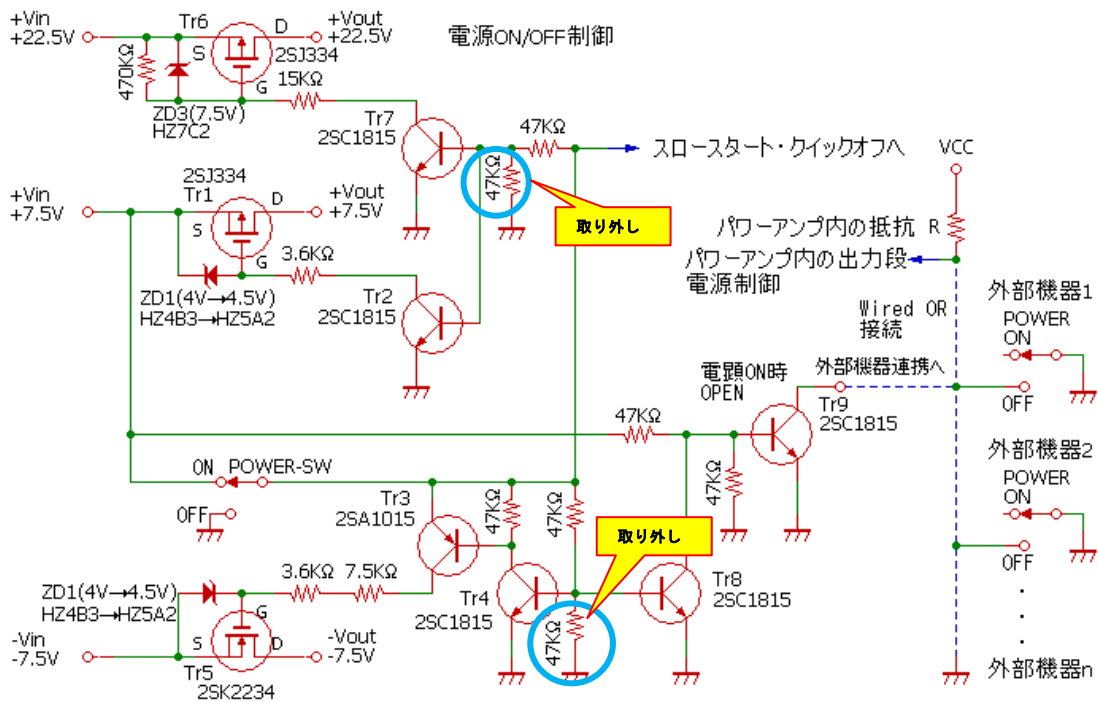 +Vin
+22.5V
Tr6
D
+Vout
+22.5V
電源ON/OFF制御
470KΩ
S
2SJ334
G
15KΩ
ZD3(7.5V)
HZ7C2
Tr7
2SC1815
47KΩ
スロースタート・クイックオフへ
VCC
47KΩ
取り外し
2SJ334
Tr1
+Vin
+7.5V
D
+Vout
+7.5V
S
G
3.6KΩ
パワーアンプ内の抵抗 R
パワーアンプ内の出力段
電源制御
ZD1(4V→4.5V)
HZ4B3→HZ5A2
Tr2
2SC1815
Wired OR
接続
外部機器1
POWER
ON
OFF
電顕ON時
OPEN
外部機器連携へ
Tr9
2SC1815
47KΩ
47KΩ
外部機器2
POWER
ON
OFF
ON
POWER-SW
OFF
Tr3
2SA1015
47KΩ
47KΩ
取り外し
ZD1(4V→4.5V)
HZ4B3→HZ5A2
3.6KΩ
7.5KΩ
Tr4
2SC1815
Tr8
2SC1815
47KΩ
G
-Vin
-7.5V
S
D
-Vout
-7.5V
Tr5
2SK2234
・
・
・
外部機器n